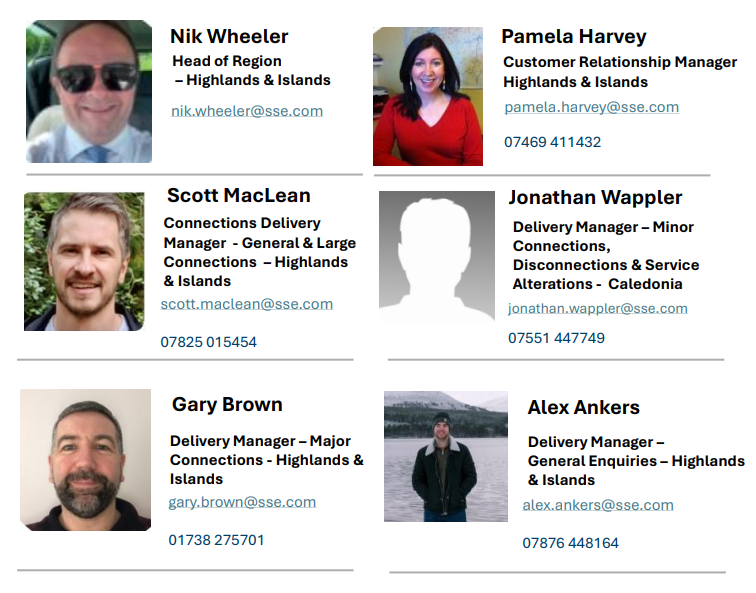 Nik Wheeler
Head of Region
– Highlands & Islands
nik.wheeler@sse.com
Pamela Harvey
Customer Relationship Manager
Highlands & Islands
pamela.harvey@sse.com
07469 411432
Scott MacLean
Connections Delivery
Manager - General & Large
Connections – Highlands
& Islands
scott.maclean@sse.com
07825 015454
Jonathan Wappler
Delivery Manager – Minor
Connections,
Disconnections & Service
Alterations - Caledonia
jonathan.wappler@sse.com
07551 447749
Gary Brown
Delivery Manager – Major
Connections - Highlands &
Islands
gary.brown@sse.com
01738 275701
Alex Ankers
Delivery Manager –
General Enquiries – Highlands
& Islands
alex.ankers@sse.com
07876 448164